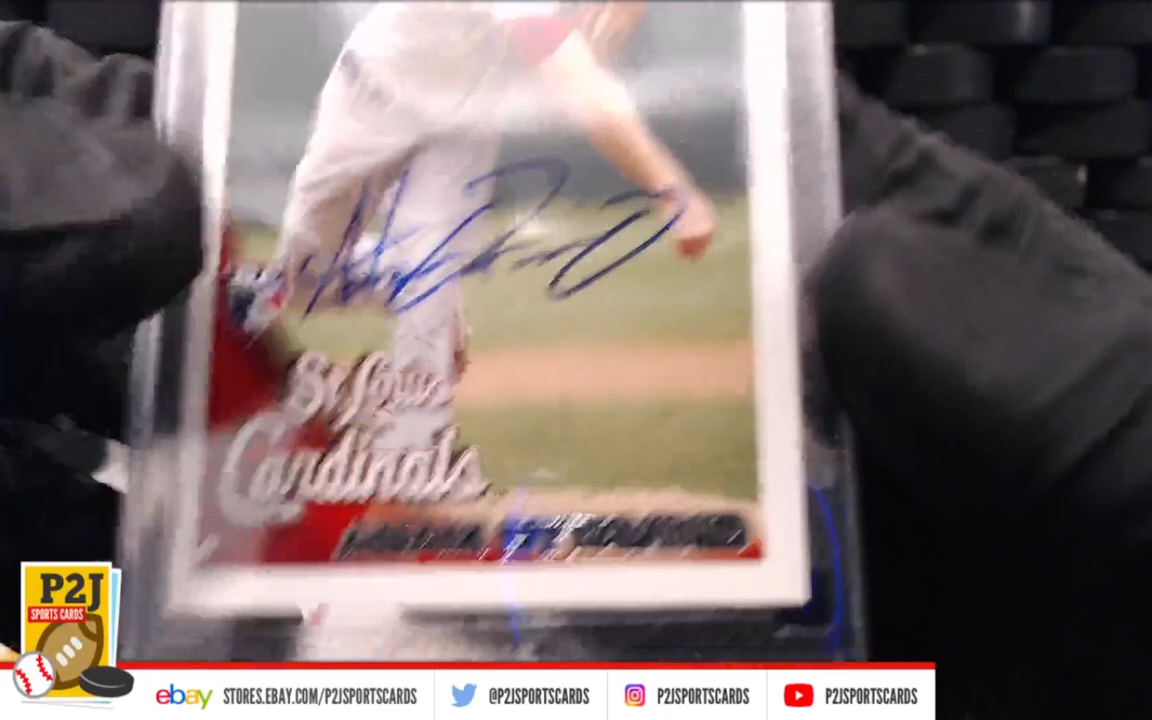 St. Louis
Cardinals
P2J
SPORTS CARDS
ebay STORES.EBAY.COM/P2JSPORTSCARDS
@P2JSPORTSCARDS
P2JSPORTSCARDS
P2JSPORTSCARDS